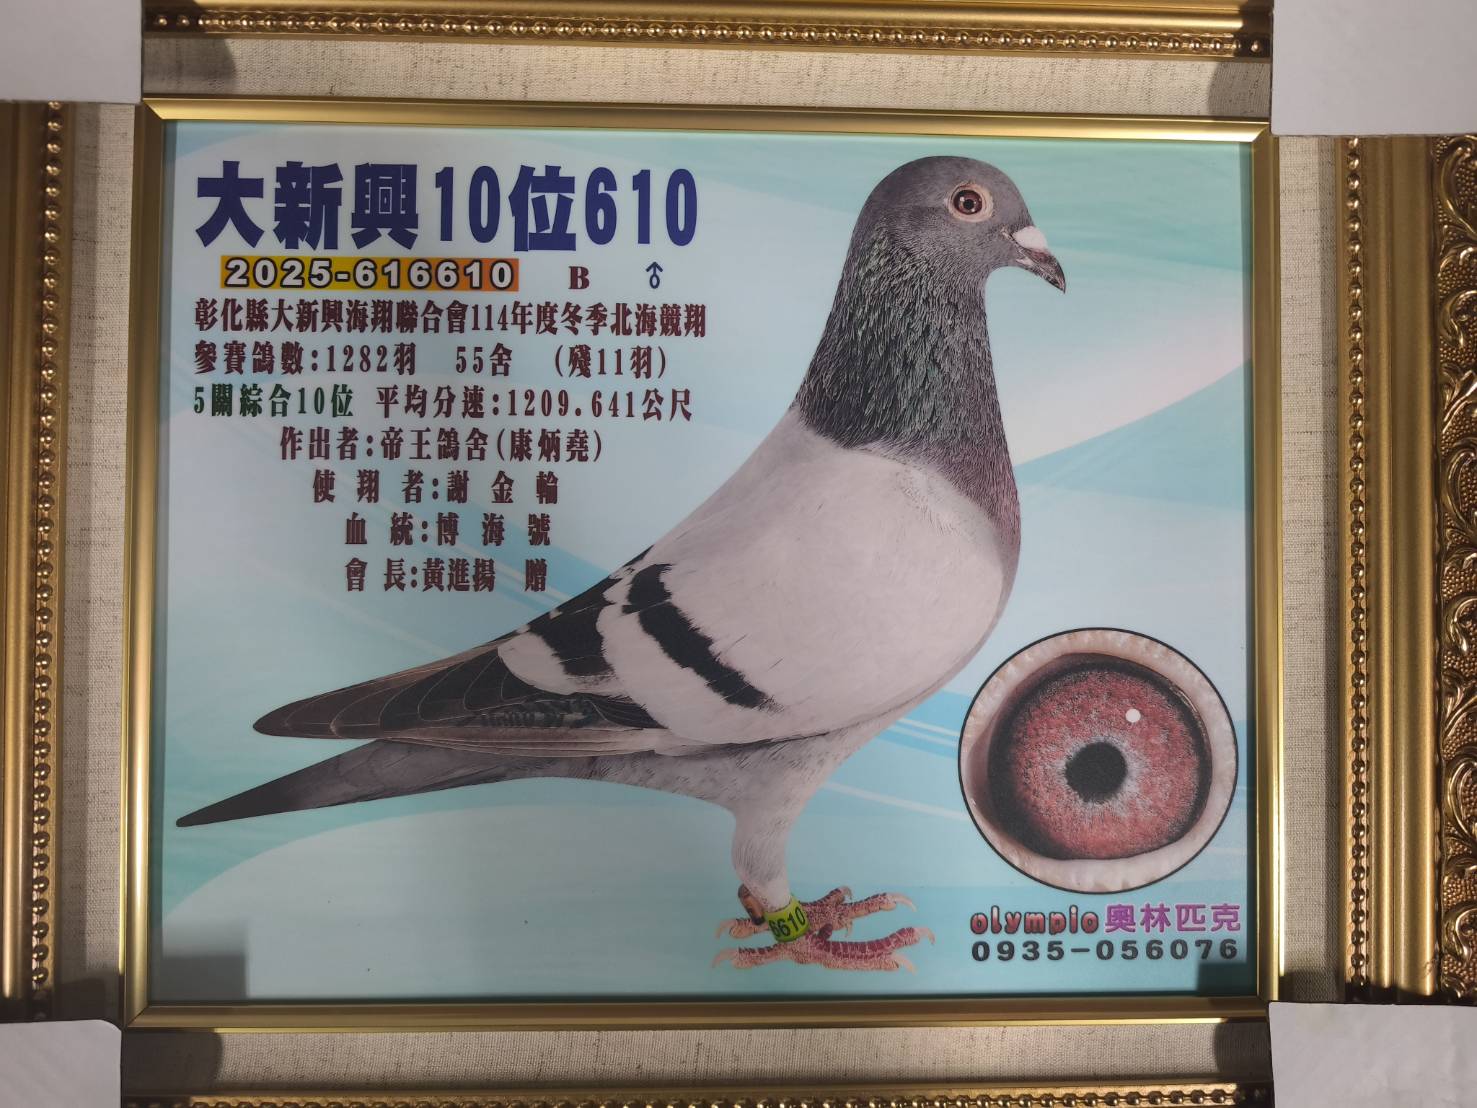 大新興10位610
2025-616610 B ♂
彰化縣大新興海翔聯合會114年度冬季北海競翔
參賽鴿數:1282羽 55舍 (殘11羽)
5關綜合10位 平均分速:1209.641公尺
作出者:帝王鴿舍(康炳堯)
使翔者:謝金輪
血統:博海號
會長:黃進揚 贈
6610
olympio奧林匹克
0935-056076